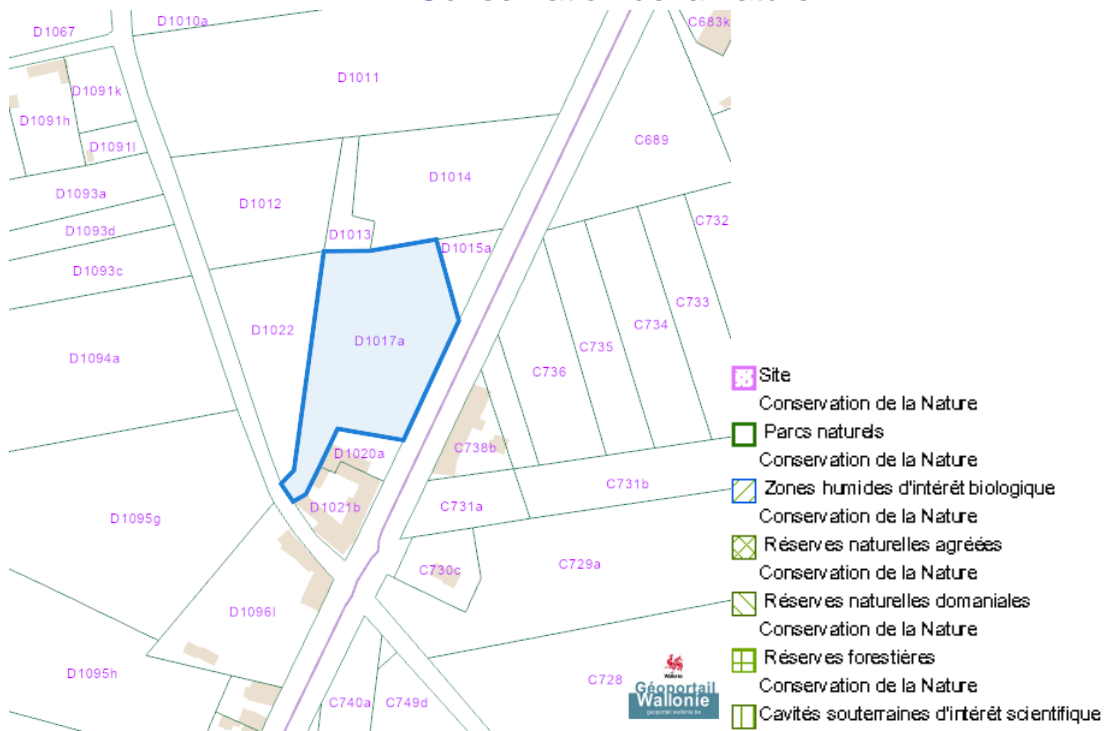 D1067
D1010a
C683k
D1011
D1091k
D1091h
D1091l
C689
D1014
D1093a
D1012
C732
D1093d
D1013
D1015a
D1093c
C733
C734
D1022
D1017a
C735
D1094a
C736
Site
Conservation de la Nature
Parcs naturels
Conservation de la Nature
D1020a
C738b
C731b
Zones humides d'intérêt biologique
Conservation de la Nature
D1021b
C731a
D1095g
Réserves naturelles agréées
Conservation de la Nature
C730c
C729a
D1096l
Réserves naturelles domaniales
Conservation de la Nature
D1095h
C740a
C749d
C728
Réserves forestières
Conservation de la Nature
Wallonie
Géoportail
Wallonie
geoportail.wallonie.be
Cavités souterraines d'intérêt scientifique